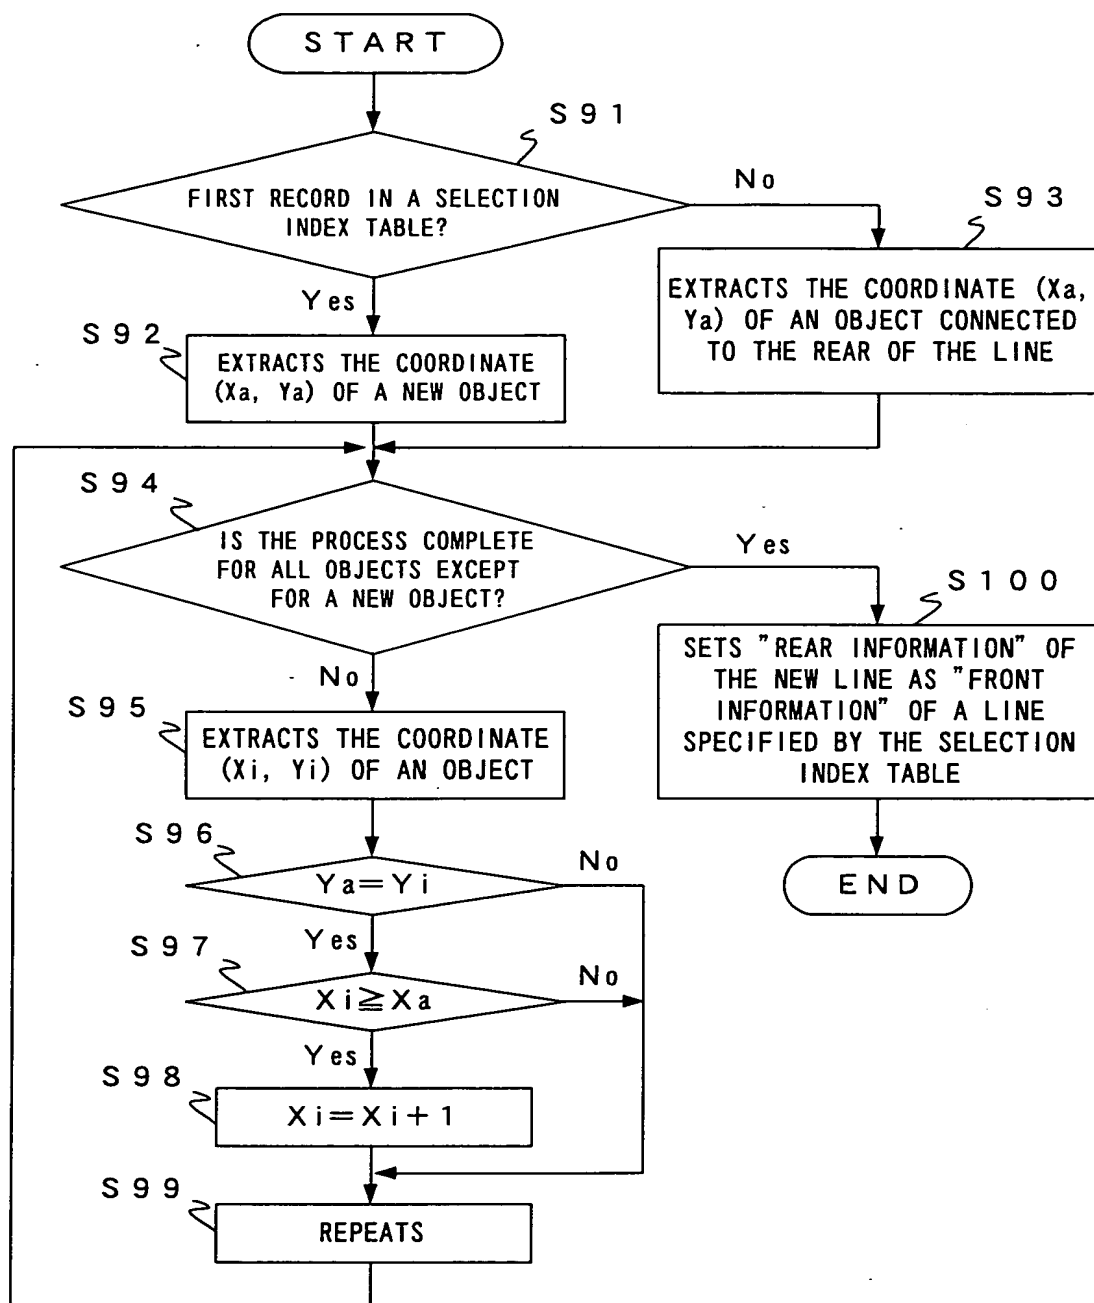 START
S91
FIRST RECORD IN A SELECTION
INDEX TABLE?
No
S93
Yes
EXTRACTS THE COORDINATE (Xa,
Ya) OF AN OBJECT CONNECTED
TO THE REAR OF THE LINE
S92
EXTRACTS THE COORDINATE
(Xa, Ya) OF A NEW OBJECT
S94
IS THE PROCESS COMPLETE
FOR ALL OBJECTS EXCEPT
FOR A NEW OBJECT?
Yes
S100
SETS "REAR INFORMATION" OF
THE NEW LINE AS "FRONT
INFORMATION" OF A LINE
SPECIFIED BY THE SELECTION
INDEX TABLE
No
S95
EXTRACTS THE COORDINATE
(Xi, Yi) OF AN OBJECT
S96
Ya=Yi
No
END
Yes
S97
Xi≧Xa
No
Yes
S98
Xi=Xi+1
S99
REPEATS